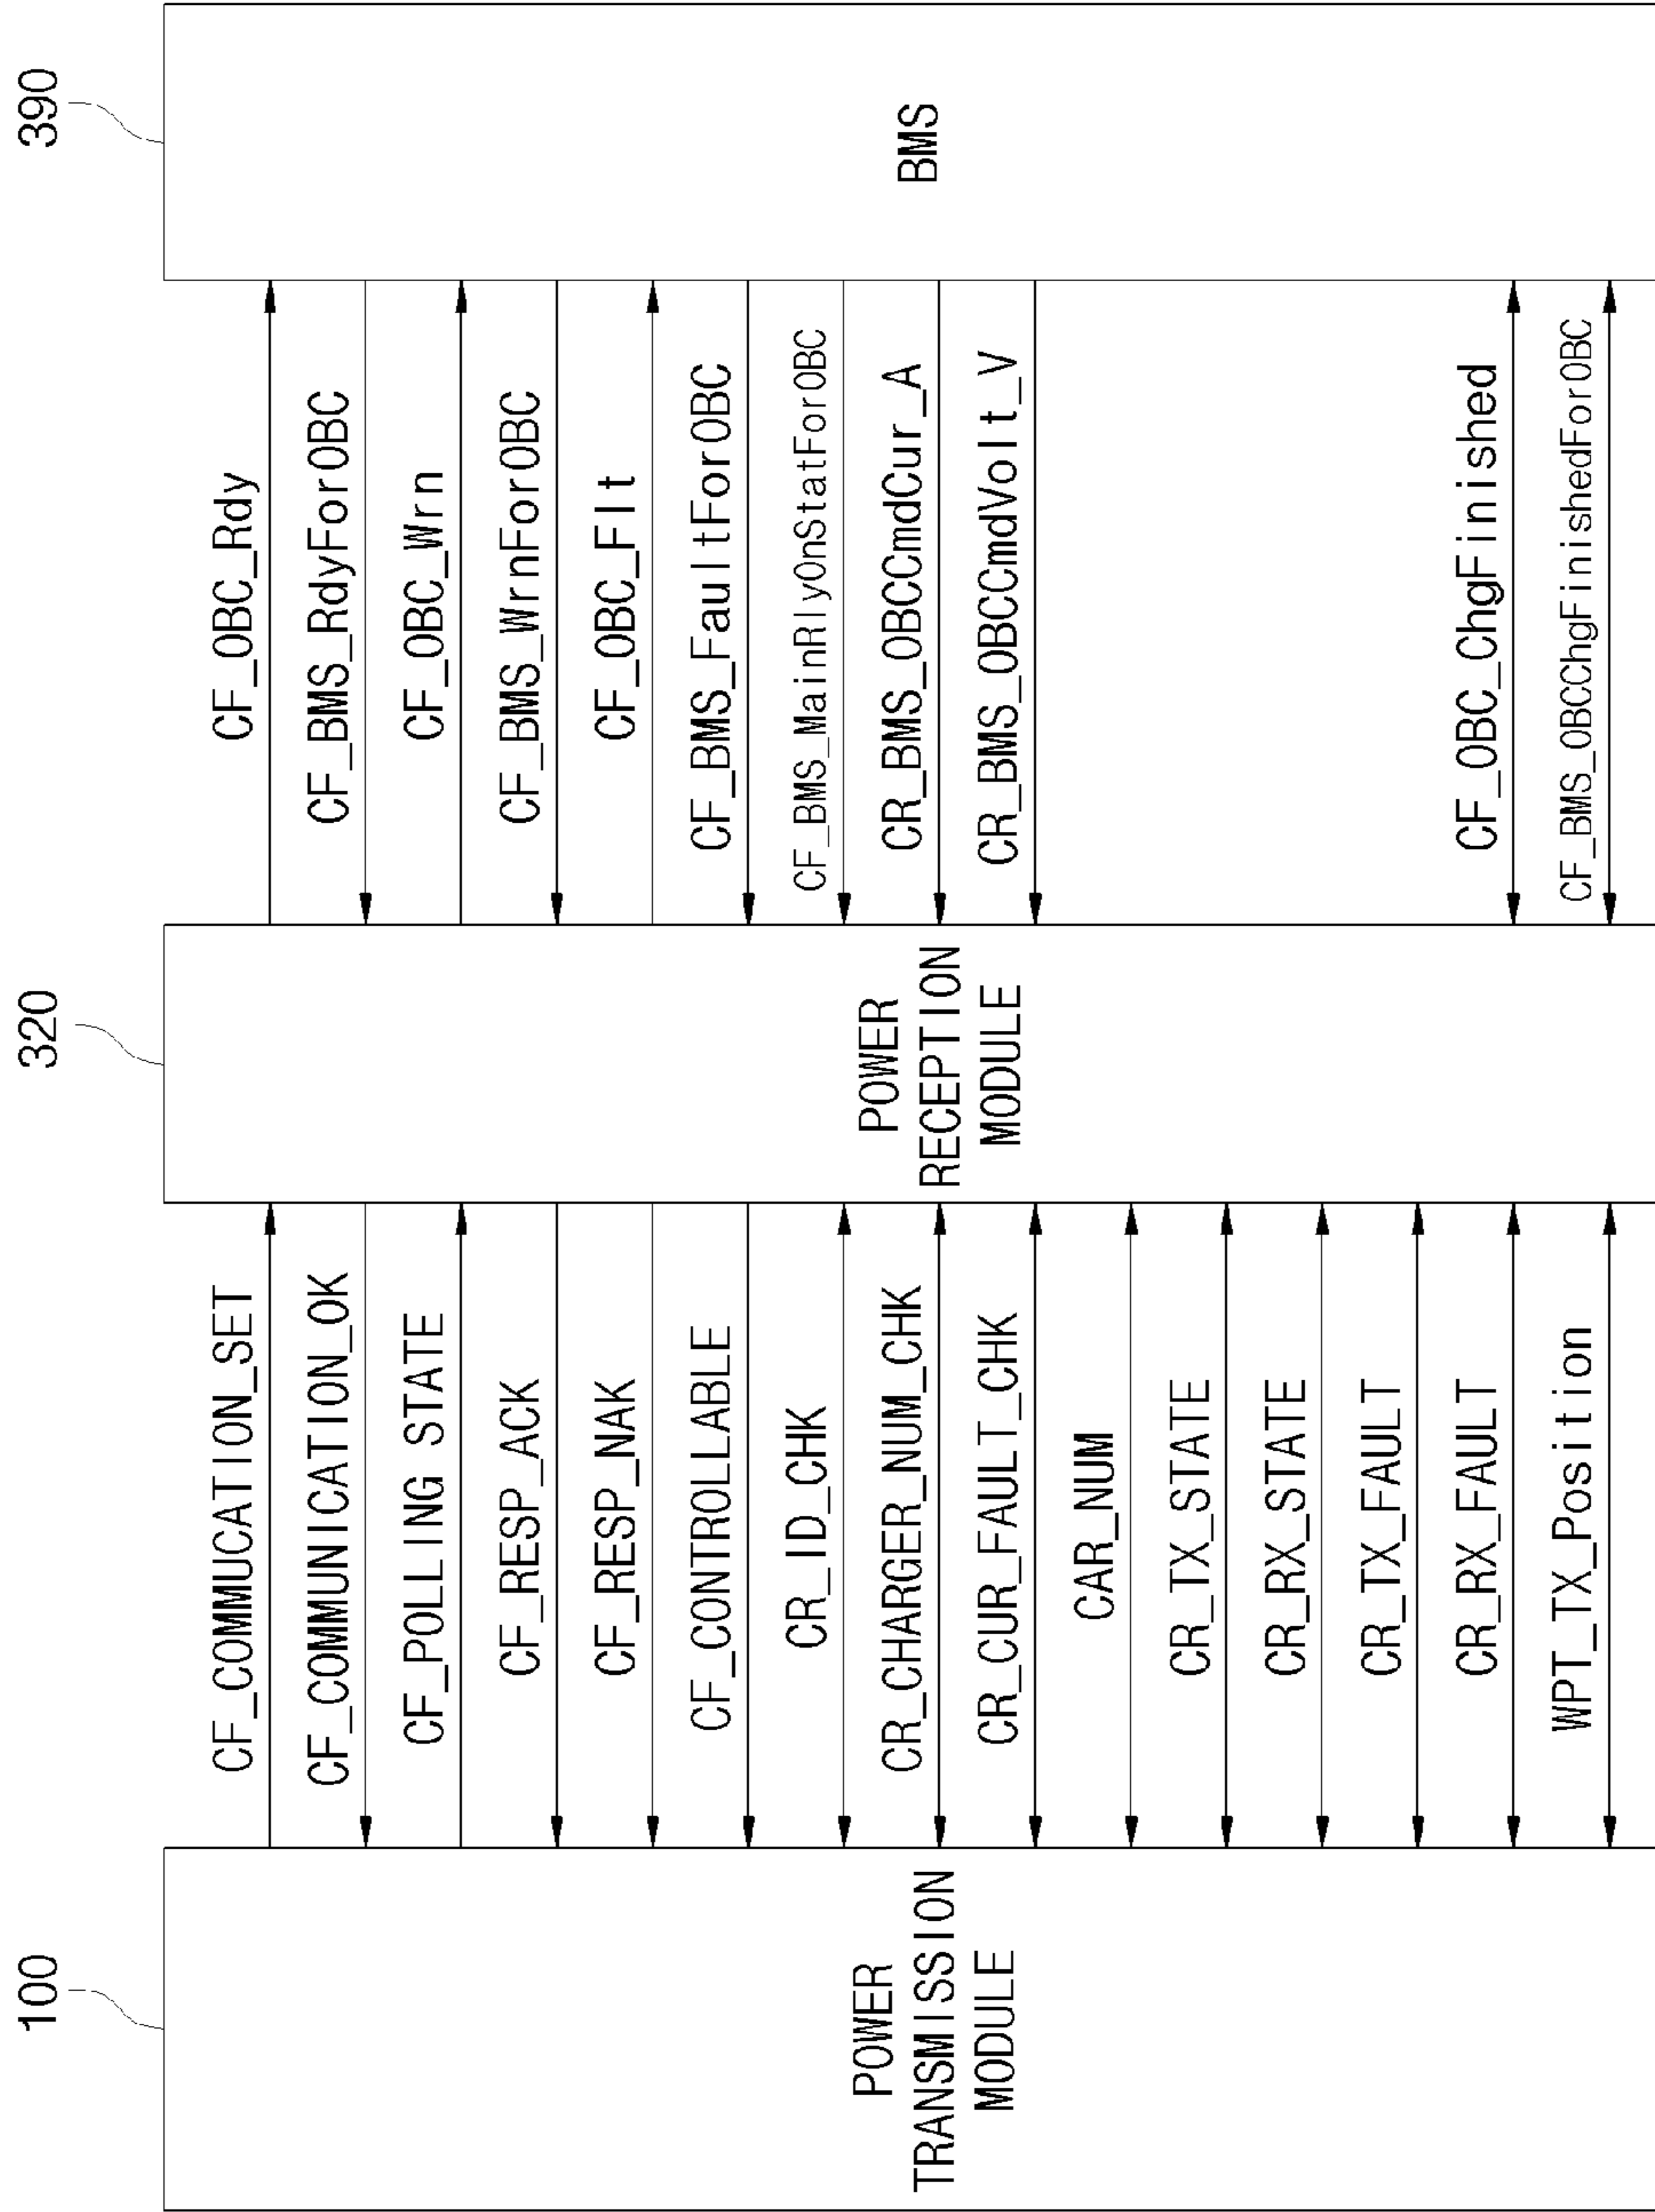 100
320
390
POWER
TRANSMISSION
MODULE
POWER
RECEPTION
MODULE
BMS
CF_COMMUCATION_SET
CF_COMMUNICATION_OK
CF_POLLING STATE
CF_RESP_ACK
CF_RESP_NAK
CF_CONTROLLABLE
CR_ID_CHK
CR_CHARGER_NUM_CHK
CR_CUR_FAULT_CHK
CAR_NUM
CR_TX_STATE
CR_RX_STATE
CR_TX_FAULT
CR_RX_FAULT
WPT_TX_Position
CF_OBC_Rdy
CF_BMS_RdyForOBC
CF_OBC_Wrn
CF_BMS_WrnForOBC
CF_OBC_Flt
CF_BMS_FaultForOBC
CF_BMS_MainRlyOnStatForOBC
CR_BMS_OBCCmdCur_A
CR_BMS_OBCCmdVolt_V
CF_OBC_ChgFinished
CF_BMS_OBCChgFinishedForOBC